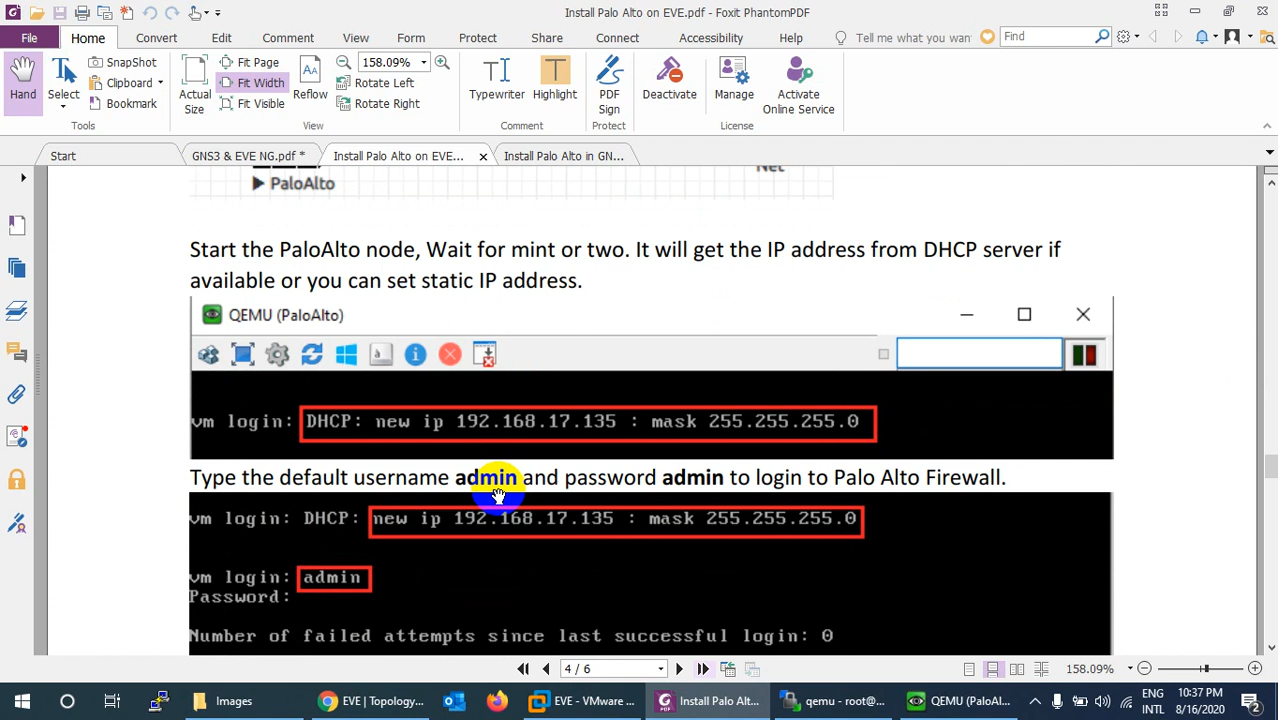 Install Palo Alto on EVE.pdf - Foxit PhantomPDF
File Home Convert Edit Comment View Form Protect Share Connect Accessibility Help Tell me what you want Find
Hand
Select
SnapShot
Clipboard
Bookmark
Tools
Actual Size
Fit Page
Fit Width
Fit Visible
Reflow
158.09%
Rotate Left
Rotate Right
View
Typewriter
Highlight
Comment
PDF Sign
Protect
Deactivate
Manage
License
Activate Online Service
Start GNS3 & EVE NG.pdf * Install Palo Alto on EVE... Install Palo Alto in GN...
Net
PaloAlto
Start the PaloAlto node, Wait for mint or two. It will get the IP address from DHCP server if
available or you can set static IP address.
QEMU (PaloAlto)
vm login: DHCP: new ip 192.168.17.135 : mask 255.255.255.0
Type the default username admin and password admin to login to Palo Alto Firewall.
vm login: DHCP: new ip 192.168.17.135 : mask 255.255.255.0
vm login: admin
Password:
Number of failed attempts since last successful login: 0
4 / 6 158.09%
Images EVE | Topology... EVE - VMware ... Install Palo Alt... qemu - root@... QEMU (PaloAl...
ENG 10:37 PM
INTL 8/16/2020
2